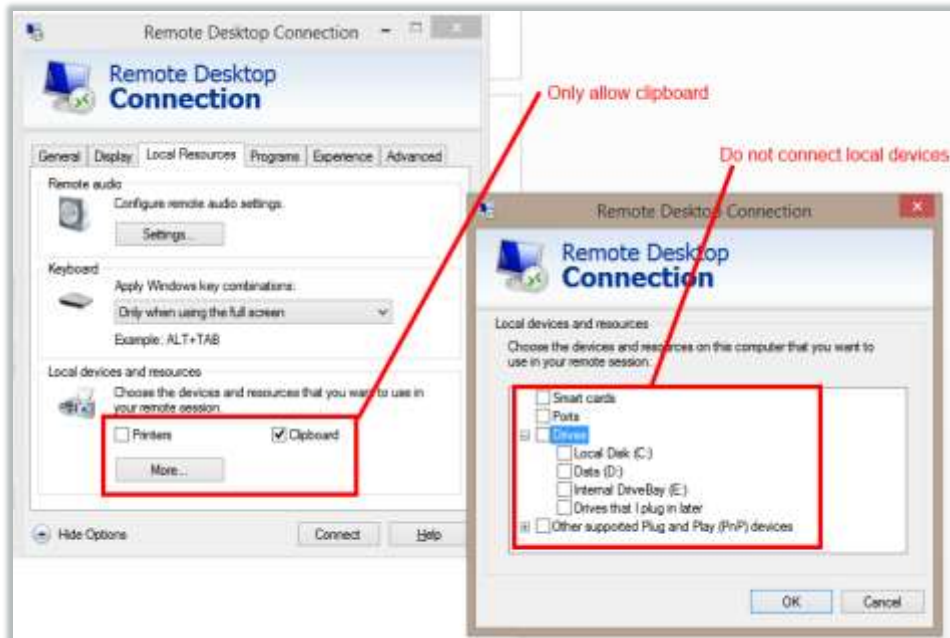 Remote Desktop Connection
Remote Desktop
Connection
General Display Local Resources Programs Experience Advanced
Remote audio
Configure remote audio settings.
Settings...
Keyboard
Apply Windows key combinations:
Only when using the full screen
Example: ALT+TAB
Local devices and resources
Choose the devices and resources that you want to use in
your remote session.
Printers Clipboard
More...
Hide Options Connect Help
Only allow clipboard
Do not connect local devices
Remote Desktop Connection
Remote Desktop
Connection
Local devices and resources
Choose the devices and resources on this computer that you want to
use in your remote session.
Smart cards
Ports
Drives
Local Disk (C:)
Data (D:)
Internal DriveBay (E:)
Drives that I plug in later
Other supported Plug and Play (PnP) devices
OK Cancel